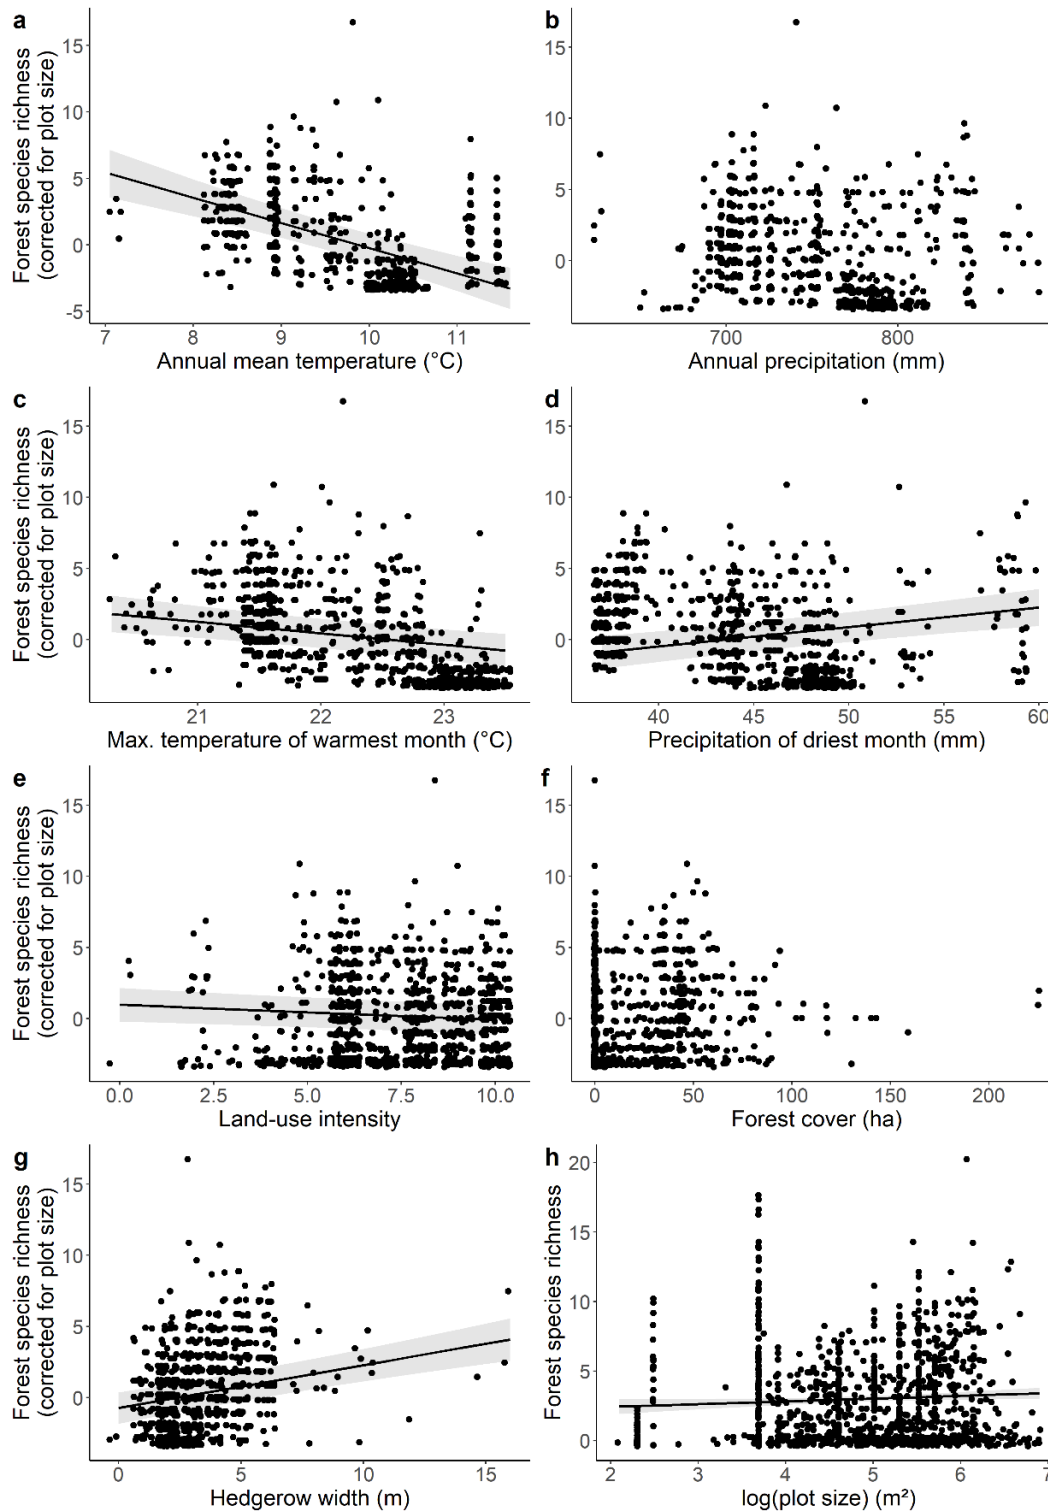 a
Forest species richness
(corrected for plot size)
15
10
5
0
-5
7 8 9 10 11
Annual mean temperature (°C)
b
15
10
5
0
700 800
Annual precipitation (mm)
c
Forest species richness
(corrected for plot size)
15
10
5
0
21 22 23
Max. temperature of warmest month (°C)
d
15
10
5
0
40 45 50 55 60
Precipitation of driest month (mm)
e
Forest species richness
(corrected for plot size)
15
10
5
0
0.0 2.5 5.0 7.5 10.0
Land-use intensity
f
15
10
5
0
0 50 100 150 200
Forest cover (ha)
g
Forest species richness
(corrected for plot size)
15
10
5
0
0 5 10 15
Hedgerow width (m)
h
Forest species richness
20
15
10
5
0
2 3 4 5 6 7
log(plot size) (m²)